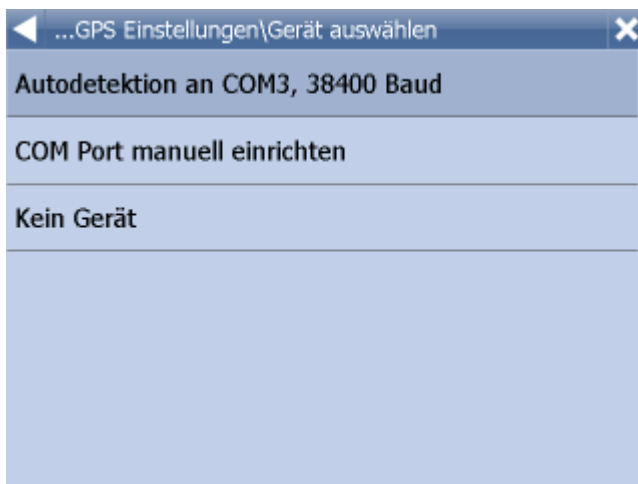 ...GPS Einstellungen\Gerät auswählen
Autodetektion an COM3, 38400 Baud
COM Port manuell einrichten
Kein Gerät